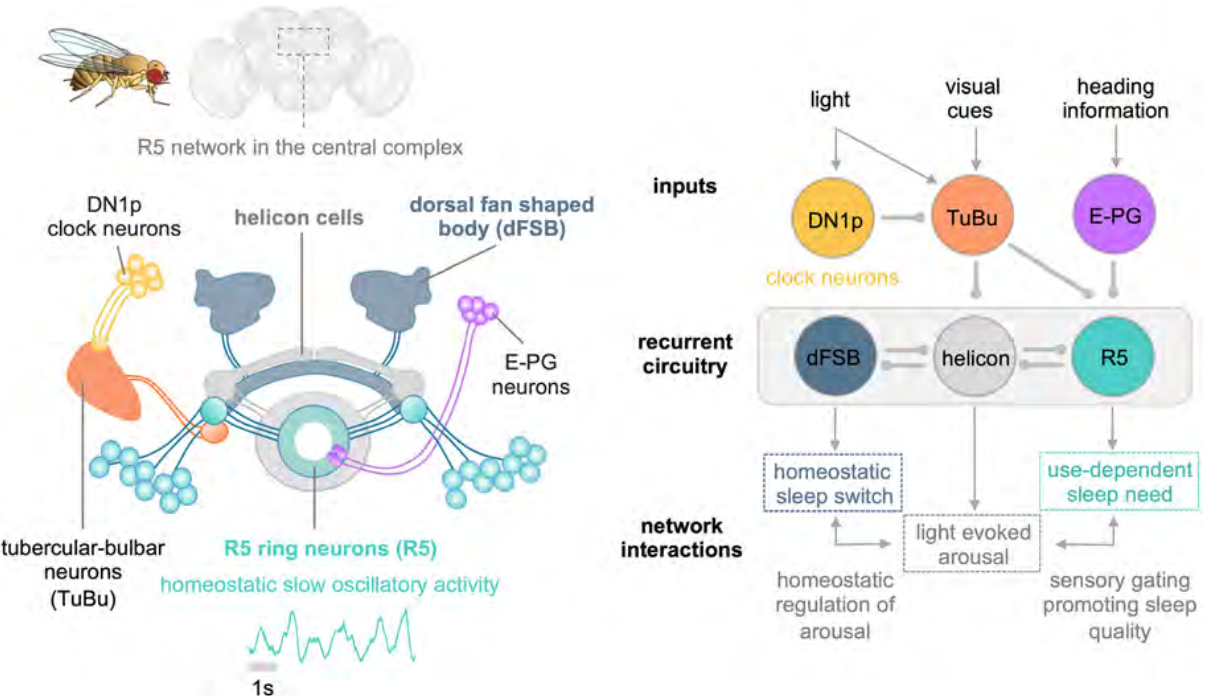 R5 network in the central complex
DN1p
clock neurons
helicon cells
dorsal fan shaped
body (dFSB)
E-PG
neurons
tubercular-bulbar
neurons
(TuBu)
R5 ring neurons (R5)
homeostatic slow oscillatory activity
1s
light
visual
cues
heading
information
inputs
DN1p
TuBu
E-PG
clock neurons
recurrent
circuitry
dFSB
helicon
R5
homeostatic
sleep switch
use-dependent
sleep need
network
interactions
light evoked
arousal
homeostatic
regulation of
arousal
sensory gating
promoting sleep
quality